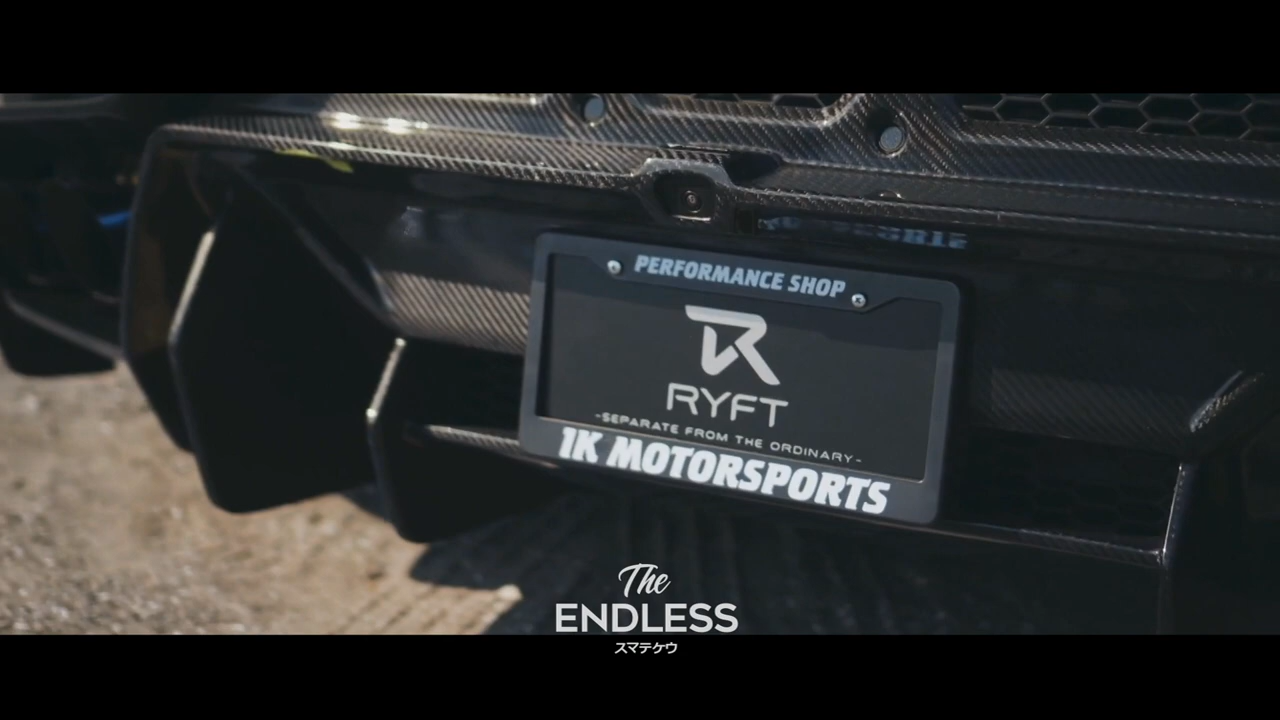 PERFORMANCE SHOP
RYFT
-SEPARATE FROM THE ORDINARY-
1K MOTORSPORTS
The
ENDLESS
スマテケウ